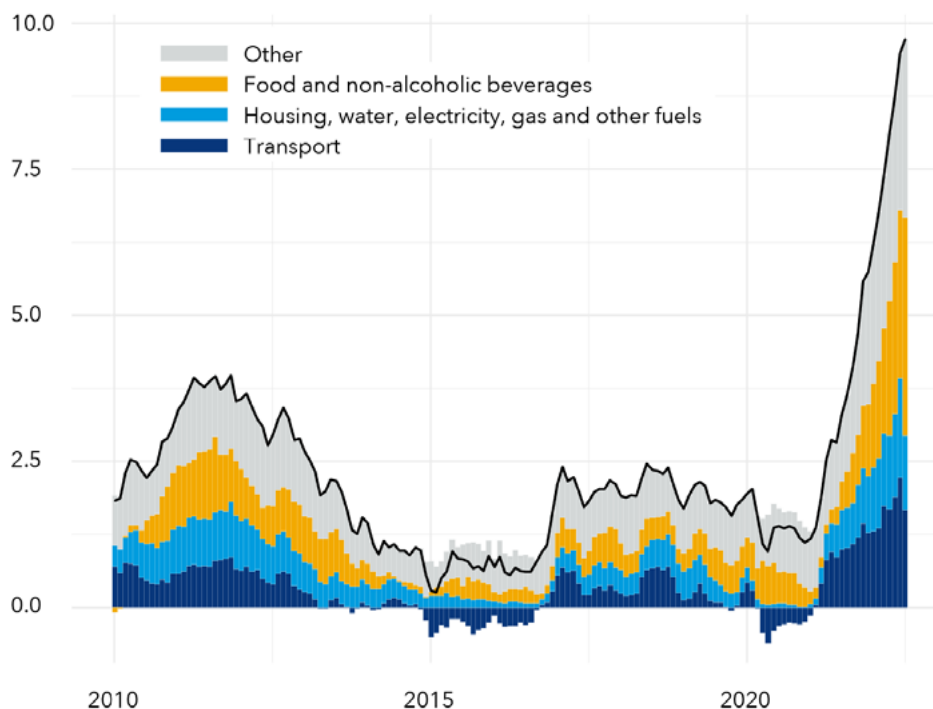 10.0
Other
Food and non-alcoholic beverages
Housing, water, electricity, gas and other fuels
Transport
7.5
5.0
2.5
0.0
2010 2015 2020